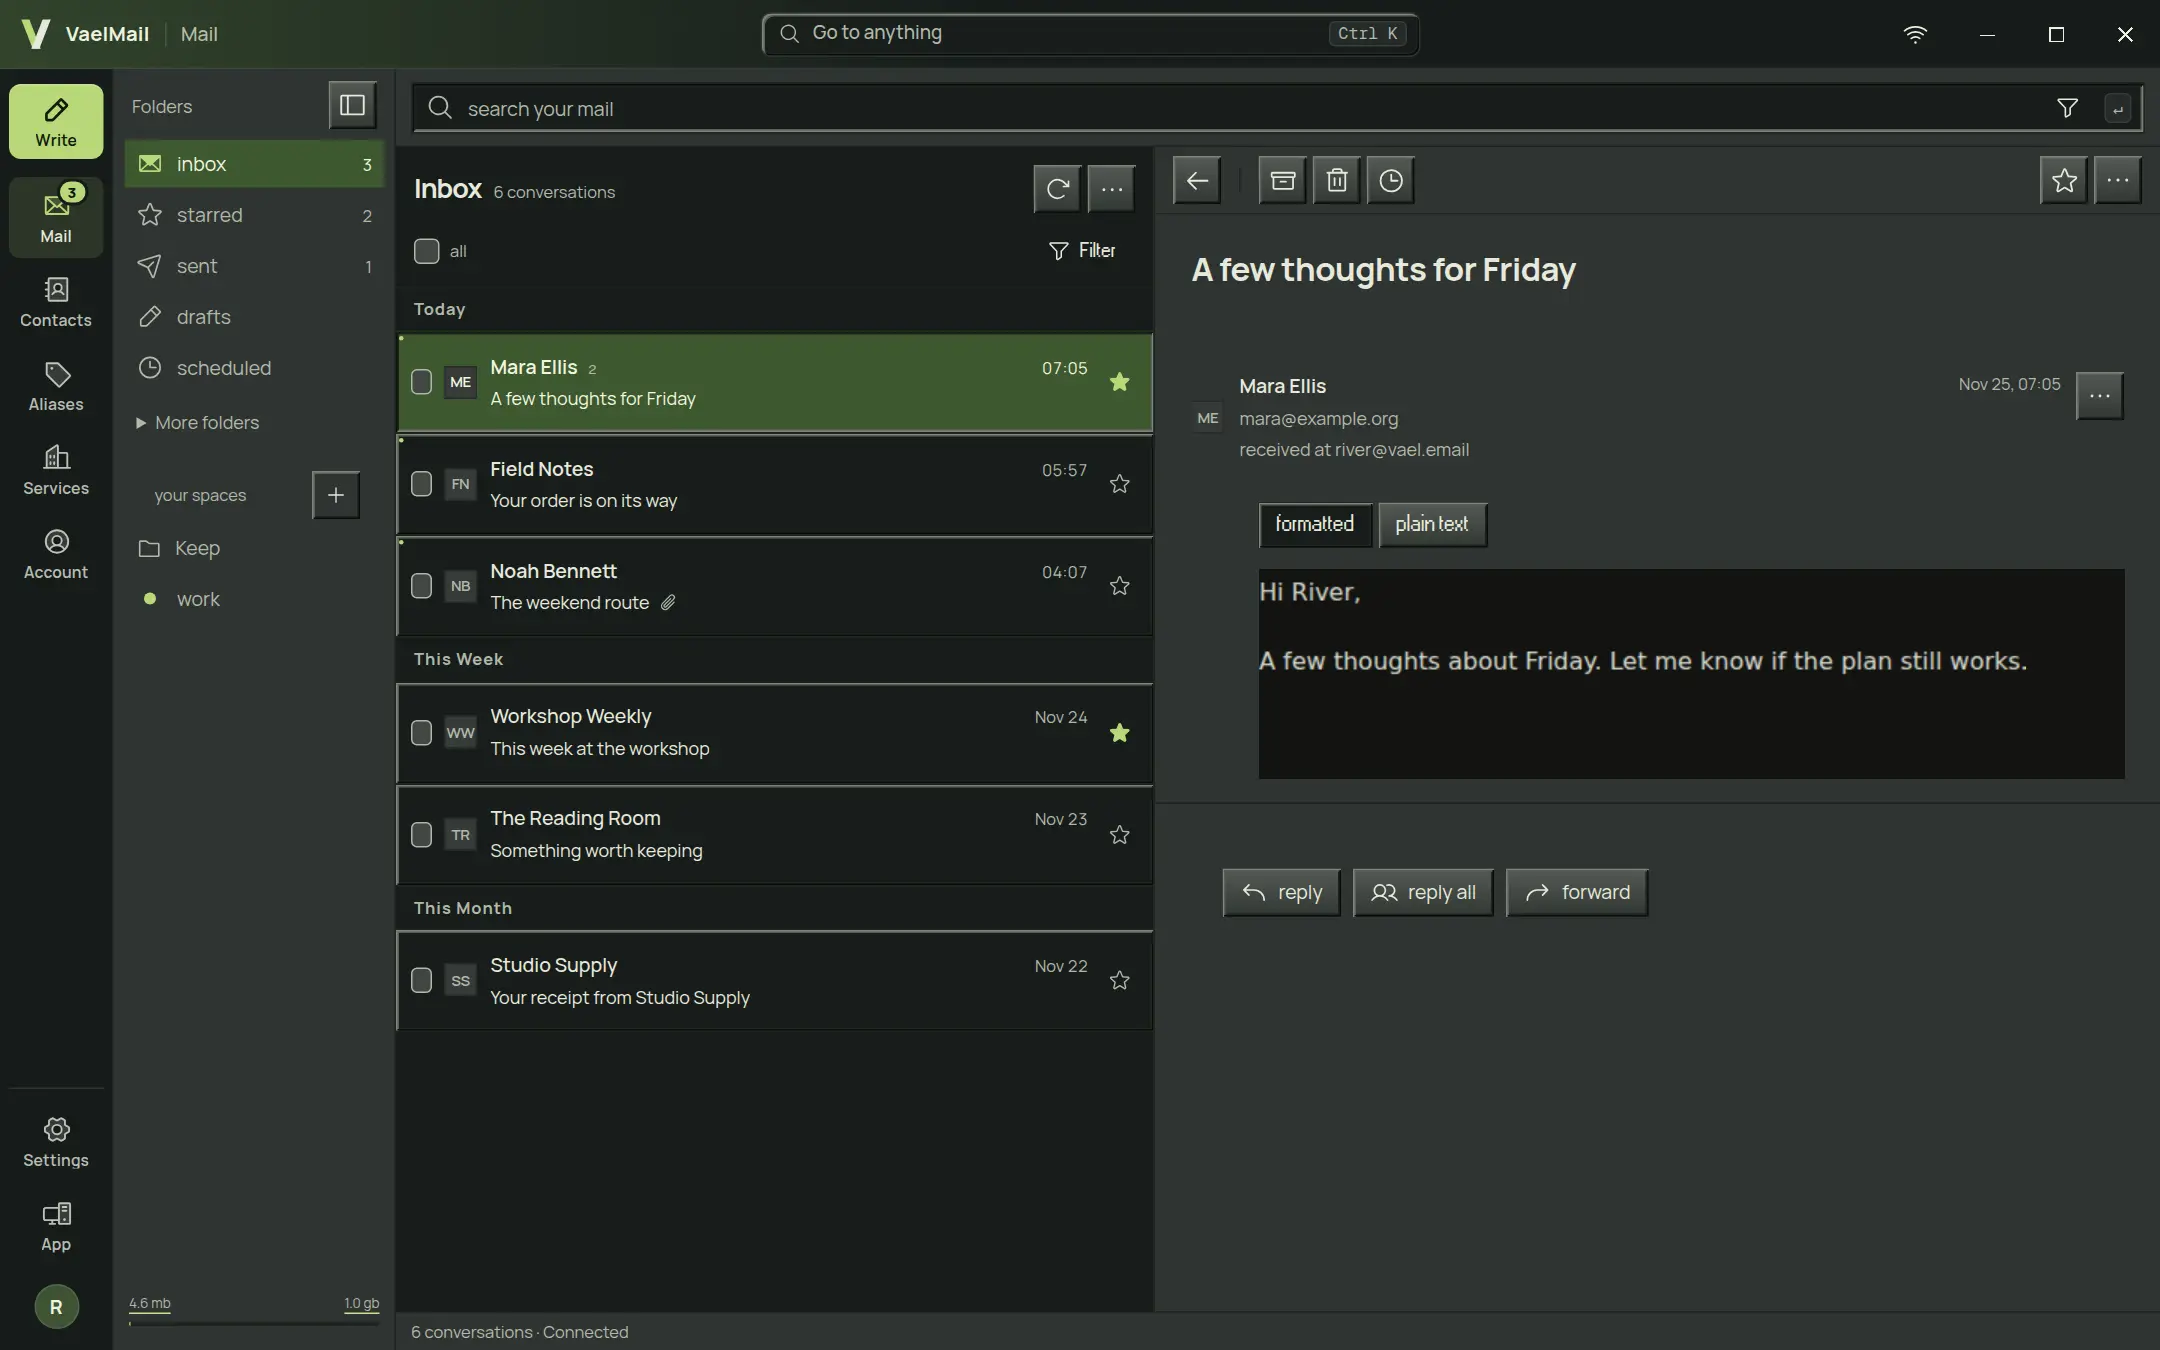 VaelMail Mail
Go to anything Ctrl K
Write
3
Mail
Contacts
Aliases
Services
Account
Settings
App
R
Folders
inbox 3
starred 2
sent 1
drafts
scheduled
More folders
your spaces
Keep
work
4.6 mb 1.0 gb
search your mail
Inbox 6 conversations
all Filter
Today
ME Mara Ellis 2 07:05
A few thoughts for Friday
FN Field Notes 05:57
Your order is on its way
NB Noah Bennett 04:07
The weekend route
This Week
WW Workshop Weekly Nov 24
This week at the workshop
TR The Reading Room Nov 23
Something worth keeping
This Month
SS Studio Supply Nov 22
Your receipt from Studio Supply
6 conversations · Connected
A few thoughts for Friday
Mara Ellis Nov 25, 07:05
ME mara@example.org
received at river@vael.email
formatted plain text
Hi River,
A few thoughts about Friday. Let me know if the plan still works.
reply reply all forward